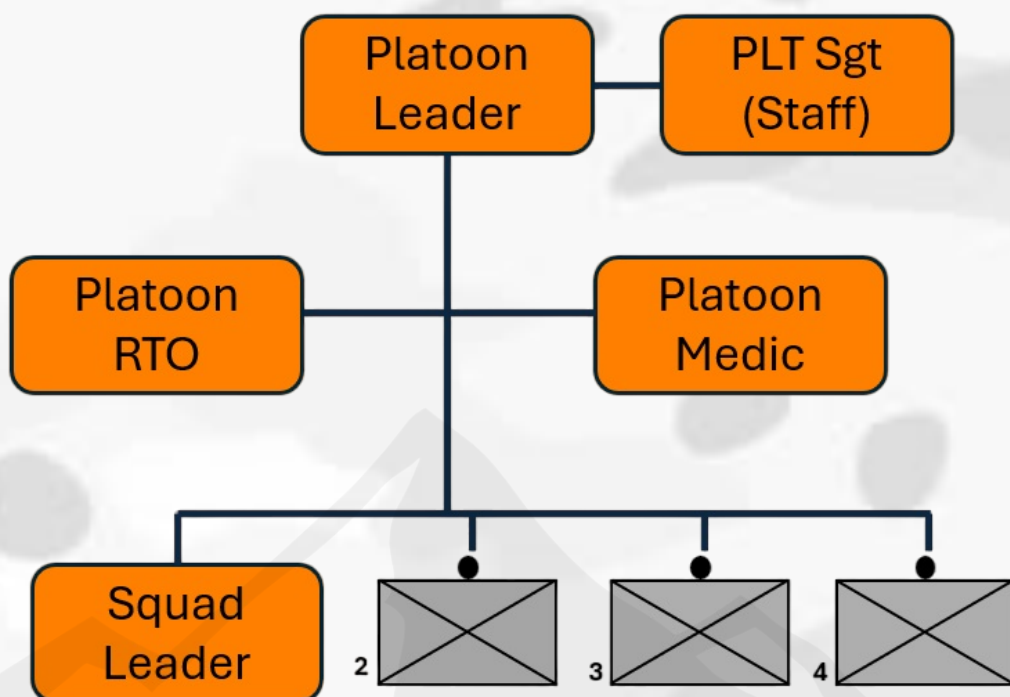 Platoon
Leader
PLT Sgt
(Staff)
Platoon
RTO
Platoon
Medic
Squad
Leader
2
3
4